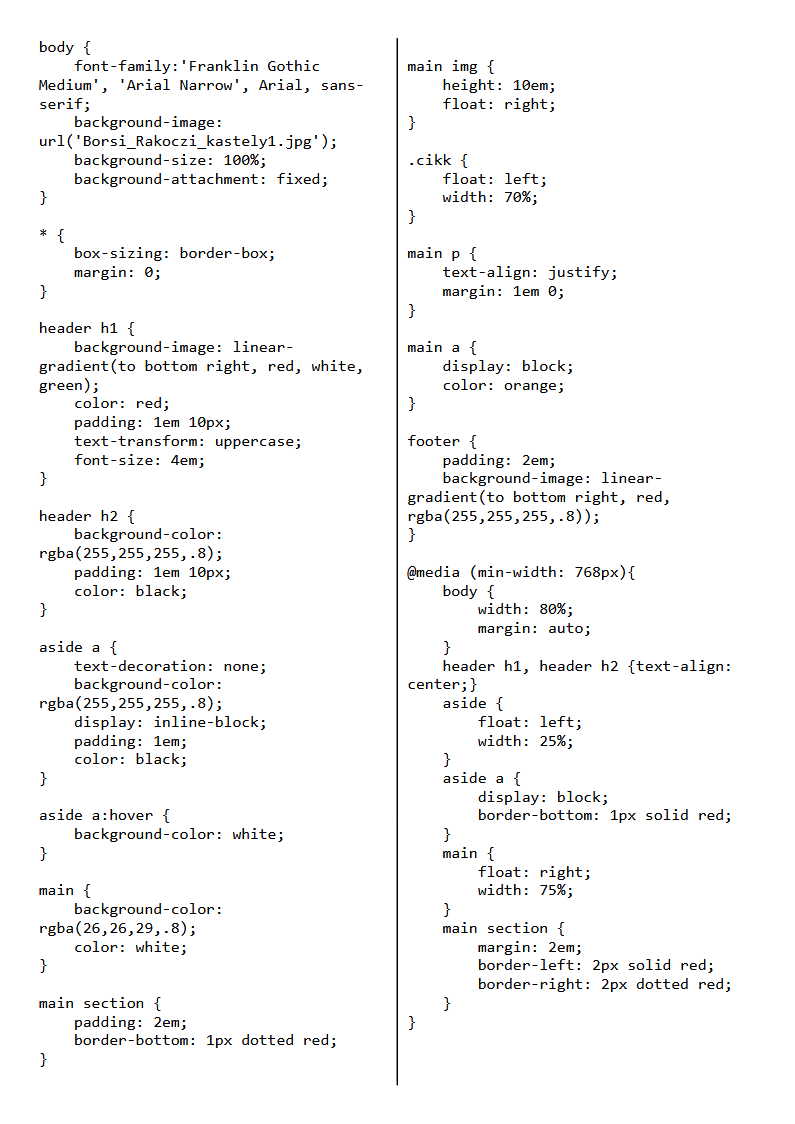 body {
    font-family:'Franklin Gothic
Medium', 'Arial Narrow', Arial, sans-
serif;
    background-image:
url('Borsi_Rakoczi_kastely1.jpg');
    background-size: 100%;
    background-attachment: fixed;
}

* {
    box-sizing: border-box;
    margin: 0;
}

header h1 {
    background-image: linear-
gradient(to bottom right, red, white,
green);
    color: red;
    padding: 1em 10px;
    text-transform: uppercase;
    font-size: 4em;
}

header h2 {
    background-color:
rgba(255,255,255,.8);
    padding: 1em 10px;
    color: black;
}

aside a {
    text-decoration: none;
    background-color:
rgba(255,255,255,.8);
    display: inline-block;
    padding: 1em;
    color: black;
}

aside a:hover {
    background-color: white;
}

main {
    background-color:
rgba(26,26,29,.8);
    color: white;
}

main section {
    padding: 2em;
    border-bottom: 1px dotted red;
}

main img {
    height: 10em;
    float: right;
}

.cikk {
    float: left;
    width: 70%;
}

main p {
    text-align: justify;
    margin: 1em 0;
}

main a {
    display: block;
    color: orange;
}

footer {
    padding: 2em;
    background-image: linear-
gradient(to bottom right, red,
rgba(255,255,255,.8));
}

@media (min-width: 768px){
    body {
        width: 80%;
        margin: auto;
    }
    header h1, header h2 {text-align:
center;}
    aside {
        float: left;
        width: 25%;
    }
    aside a {
        display: block;
        border-bottom: 1px solid red;
    }
    main {
        float: right;
        width: 75%;
    }
    main section {
        margin: 2em;
        border-left: 2px solid red;
        border-right: 2px dotted red;
    }
}